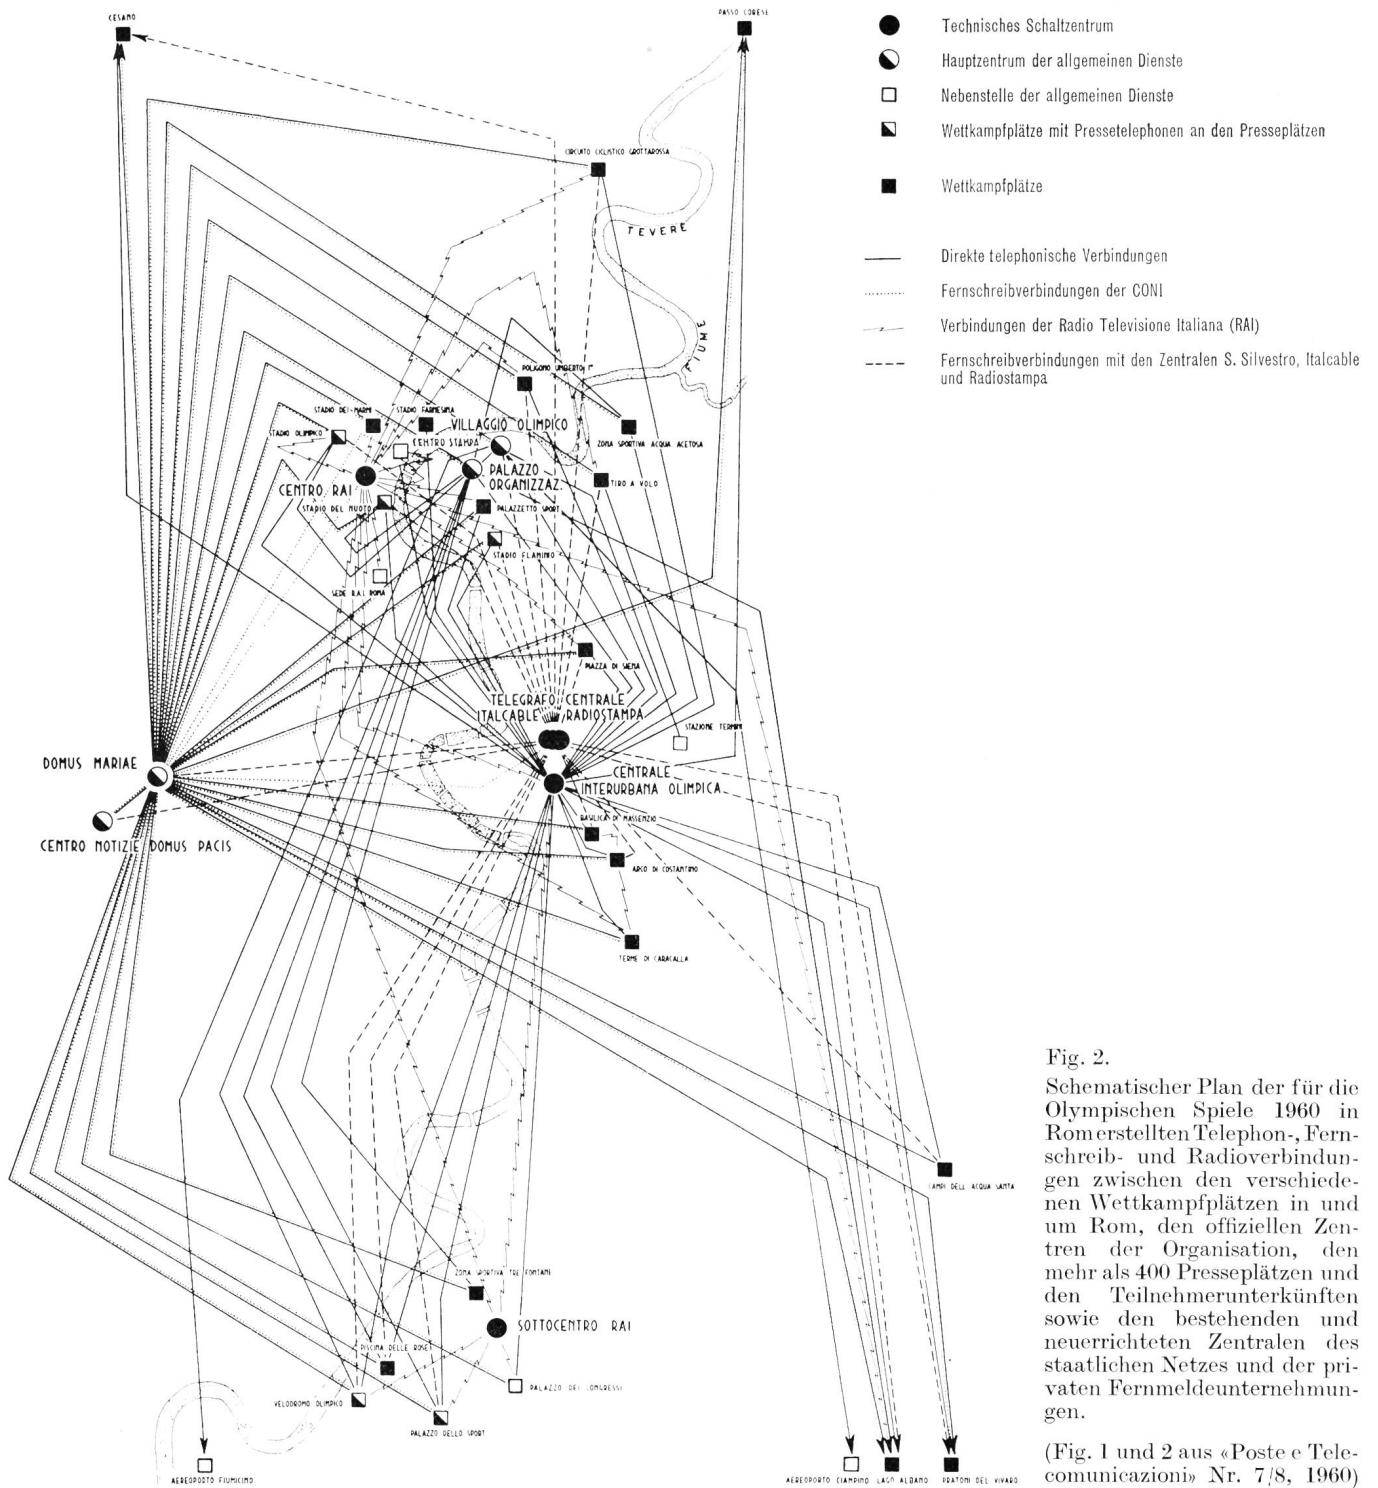 CESANO
PASSO CORESE
Technisches Schaltzentrum
Hauptzentrum der allgemeinen Dienste
Nebenstelle der allgemeinen Dienste
Wettkampfplätze mit Pressetelephonen an den Presseplätzen
Wettkampfplätze
Direkte telephonische Verbindungen
Fernschreibverbindungen der CONI
Verbindungen der Radio Televisione Italiana (RAI)
Fernschreibverbindungen mit den Zentralen S. Silvestro, Italcable
und Radiostampa
CIRCUITO CICLISTICO GROTTAROSSA
TEVERE
FIUME
POLIGONO UMBERTO I°
STADIO DEI MARMI
STADIO FARNESINA
STADIO OLIMPICO
VILLAGGIO OLIMPICO
CENTRO STAMPA
ZONA SPORTIVA ACQUA ACETOSA
PALAZZO
ORGANIZZAZ.
CENTRO RAI
TIRO A VOLO
STADIO DEL NUOTO
PALAZZETTO SPORT
STADIO FLAMINIO
SEDE R.A.I. ROMA
PIAZZA DI SIENA
TELEGRAFO CENTRALE
ITALCABLE RADIOSTAMPA
STAZIONE TERMINI
DOMUS MARIAE
CENTRALE
INTERURBANA OLIMPICA
BASILICA DI MASSENZIO
CENTRO NOTIZIE DOMUS PACIS
ARCO DI COSTANTINO
TERME DI CARACALLA
CAMPI DELL ACQUA SANTA
ZONA SPORTIVA TRE FONTANE
SOTTOCENTRO RAI
PISCINA DELLE ROSE
PALAZZO DEI CONGRESSI
VELODROMO OLIMPICO
PALAZZO DELLO SPORT
AEREOPORTO FIUMICINO
AEREOPORTO CIAMPINO
LAGO ALBANO
PRATONI DEL VIVARO
Fig. 2.
Schematischer Plan der für die
Olympischen Spiele 1960 in
Rom erstellten Telephon-, Fern-
schreib- und Radioverbindun-
gen zwischen den verschiede-
nen Wettkampfplätzen in und
um Rom, den offiziellen Zen-
tren der Organisation, den
mehr als 400 Presseplätzen und
den Teilnehmerunterkünften
sowie den bestehenden und
neuerrichteten Zentralen des
staatlichen Netzes und der pri-
vaten Fernmeldeunternehmun-
gen.
(Fig. 1 und 2 aus «Poste e Tele-
comunicazioni» Nr. 7/8, 1960)